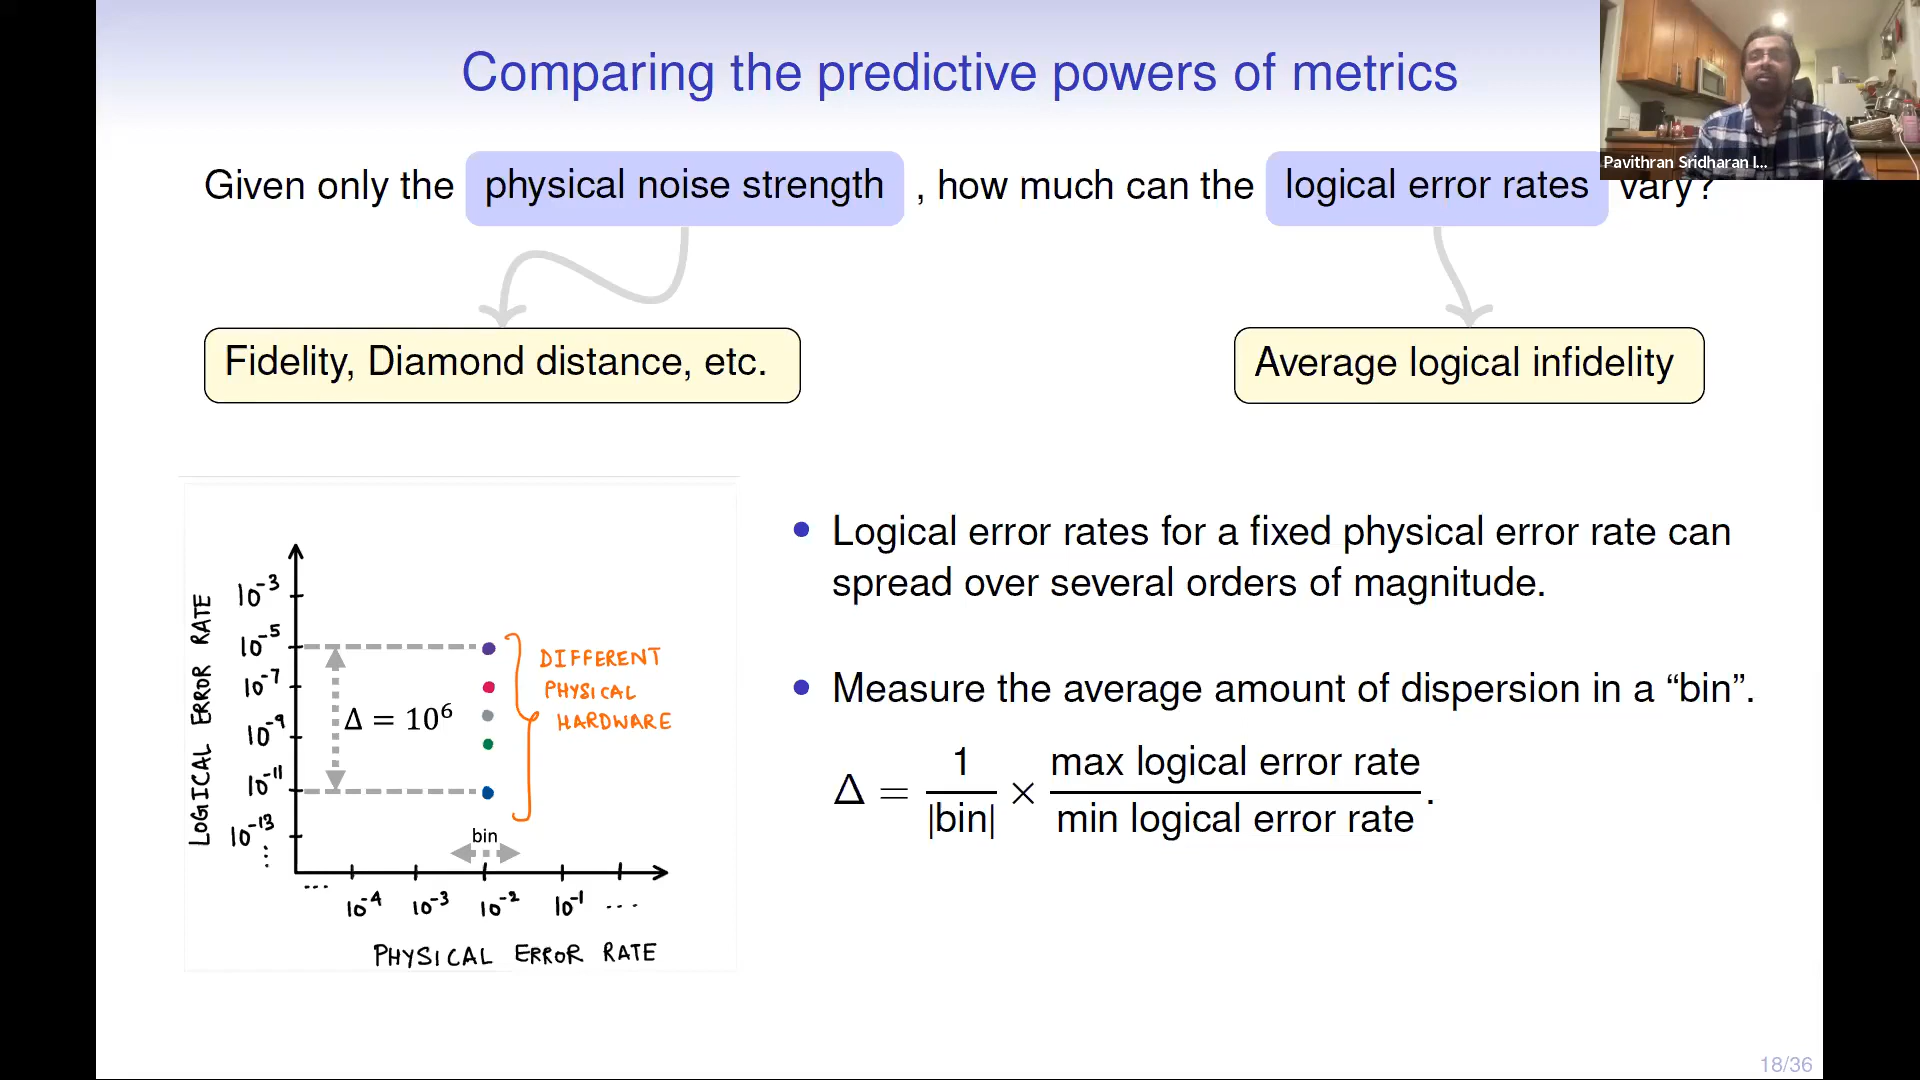 Comparing the predictive powers of metrics
Pavithran Sridharan I...
Given only the physical noise strength , how much can the logical error rates vary?
Fidelity, Diamond distance, etc.
Average logical infidelity
LOGICAL ERROR RATE
10⁻³
10⁻⁵
10⁻⁷
10⁻⁹
10⁻¹¹
10⁻¹³
⋮
Δ = 10⁶
DIFFERENT
PHYSICAL
HARDWARE
bin
... 10⁻⁴ 10⁻³ 10⁻² 10⁻¹ ....
PHYSICAL ERROR RATE
• Logical error rates for a fixed physical error rate can
spread over several orders of magnitude.
• Measure the average amount of dispersion in a “bin”.
Δ = 1/|bin| × max logical error rate/min logical error rate.
18/36